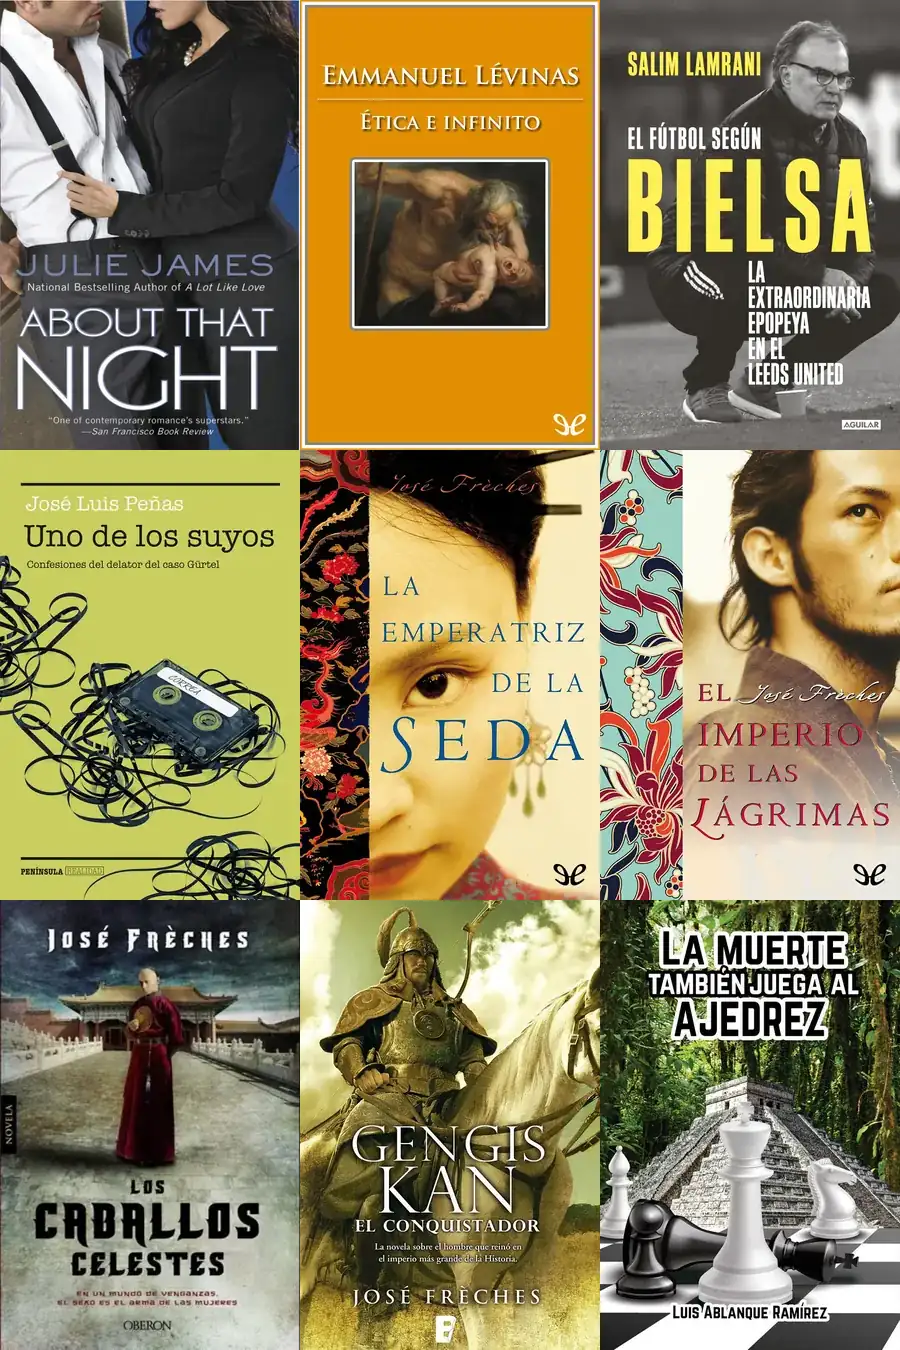 JULIE JAMES
National Bestselling Author of A Lot Like Love
ABOUT THAT
NIGHT
"One of contemporary romance's superstars."
—San Francisco Book Review
EMMANUEL LÉVINAS
ÉTICA E INFINITO
SALIM LAMRANI
EL FÚTBOL SEGÚN
BIELSA
LA
EXTRAORDINARIA
EPOPEYA
EN EL
LEEDS UNITED
AGUILAR
José Luis Peñas
Uno de los suyos
Confesiones del delator del caso Gürtel
CORREA
PENÍNSULA REALIDAD
José Frèches
LA
EMPERATRIZ
DE LA
SEDA
EL José Frèches
IMPERIO
DE LAS
LÁGRIMAS
JOSÉ FRÈCHES
NOVELA
LOS
CABALLOS
CELESTES
EN UN MUNDO DE VENGANZAS,
EL SEXO ES EL ARMA DE LAS MUJERES
OBERON
GENGIS
KAN
EL CONQUISTADOR
La novela sobre el hombre que reinó en
el imperio más grande de la Historia.
JOSÉ FRÈCHES
B
LA MUERTE
TAMBIÉN JUEGA AL
AJEDREZ
LUIS ABLANQUE RAMÍREZ